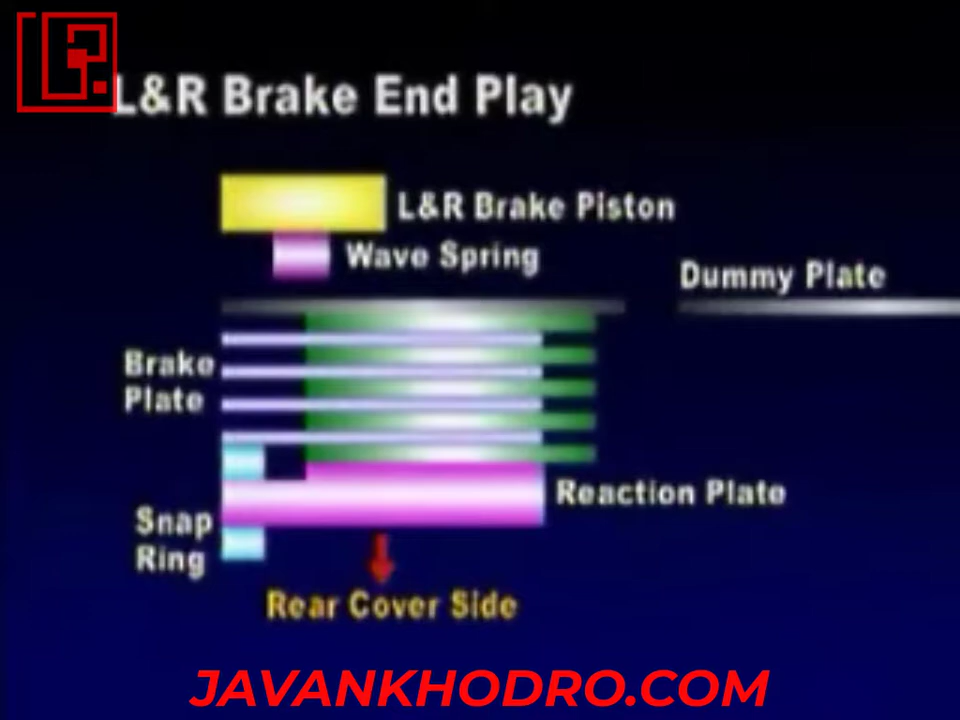 L&R Brake End Play
L&R Brake Piston
Wave Spring
Dummy Plate
Brake
Plate
Reaction Plate
Snap
Ring
Rear Cover Side
JAVANKHODRO.COM